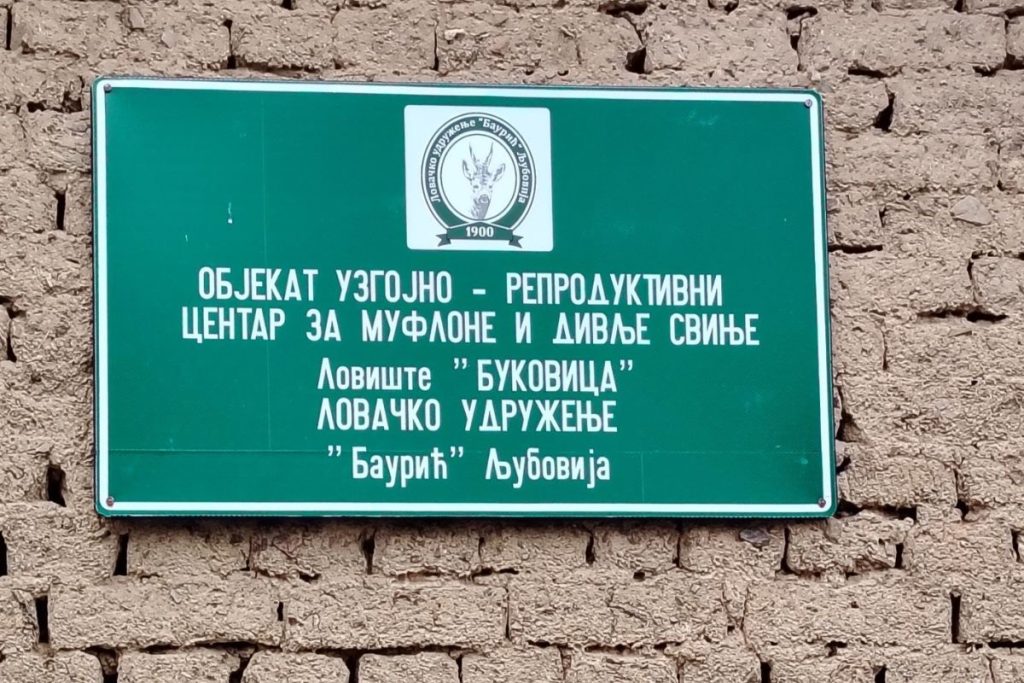 Ловачко удружење "Баурић" - Љубовија
1900
ОБЈЕКАТ УЗГОЈНО - РЕПРОДУКТИВНИ
ЦЕНТАР ЗА МУФЛОНЕ И ДИВЉЕ СВИЊЕ
Ловиште "БУКОВИЦА"
ЛОВАЧКО УДРУЖЕЊЕ
"Баурић" Љубовија